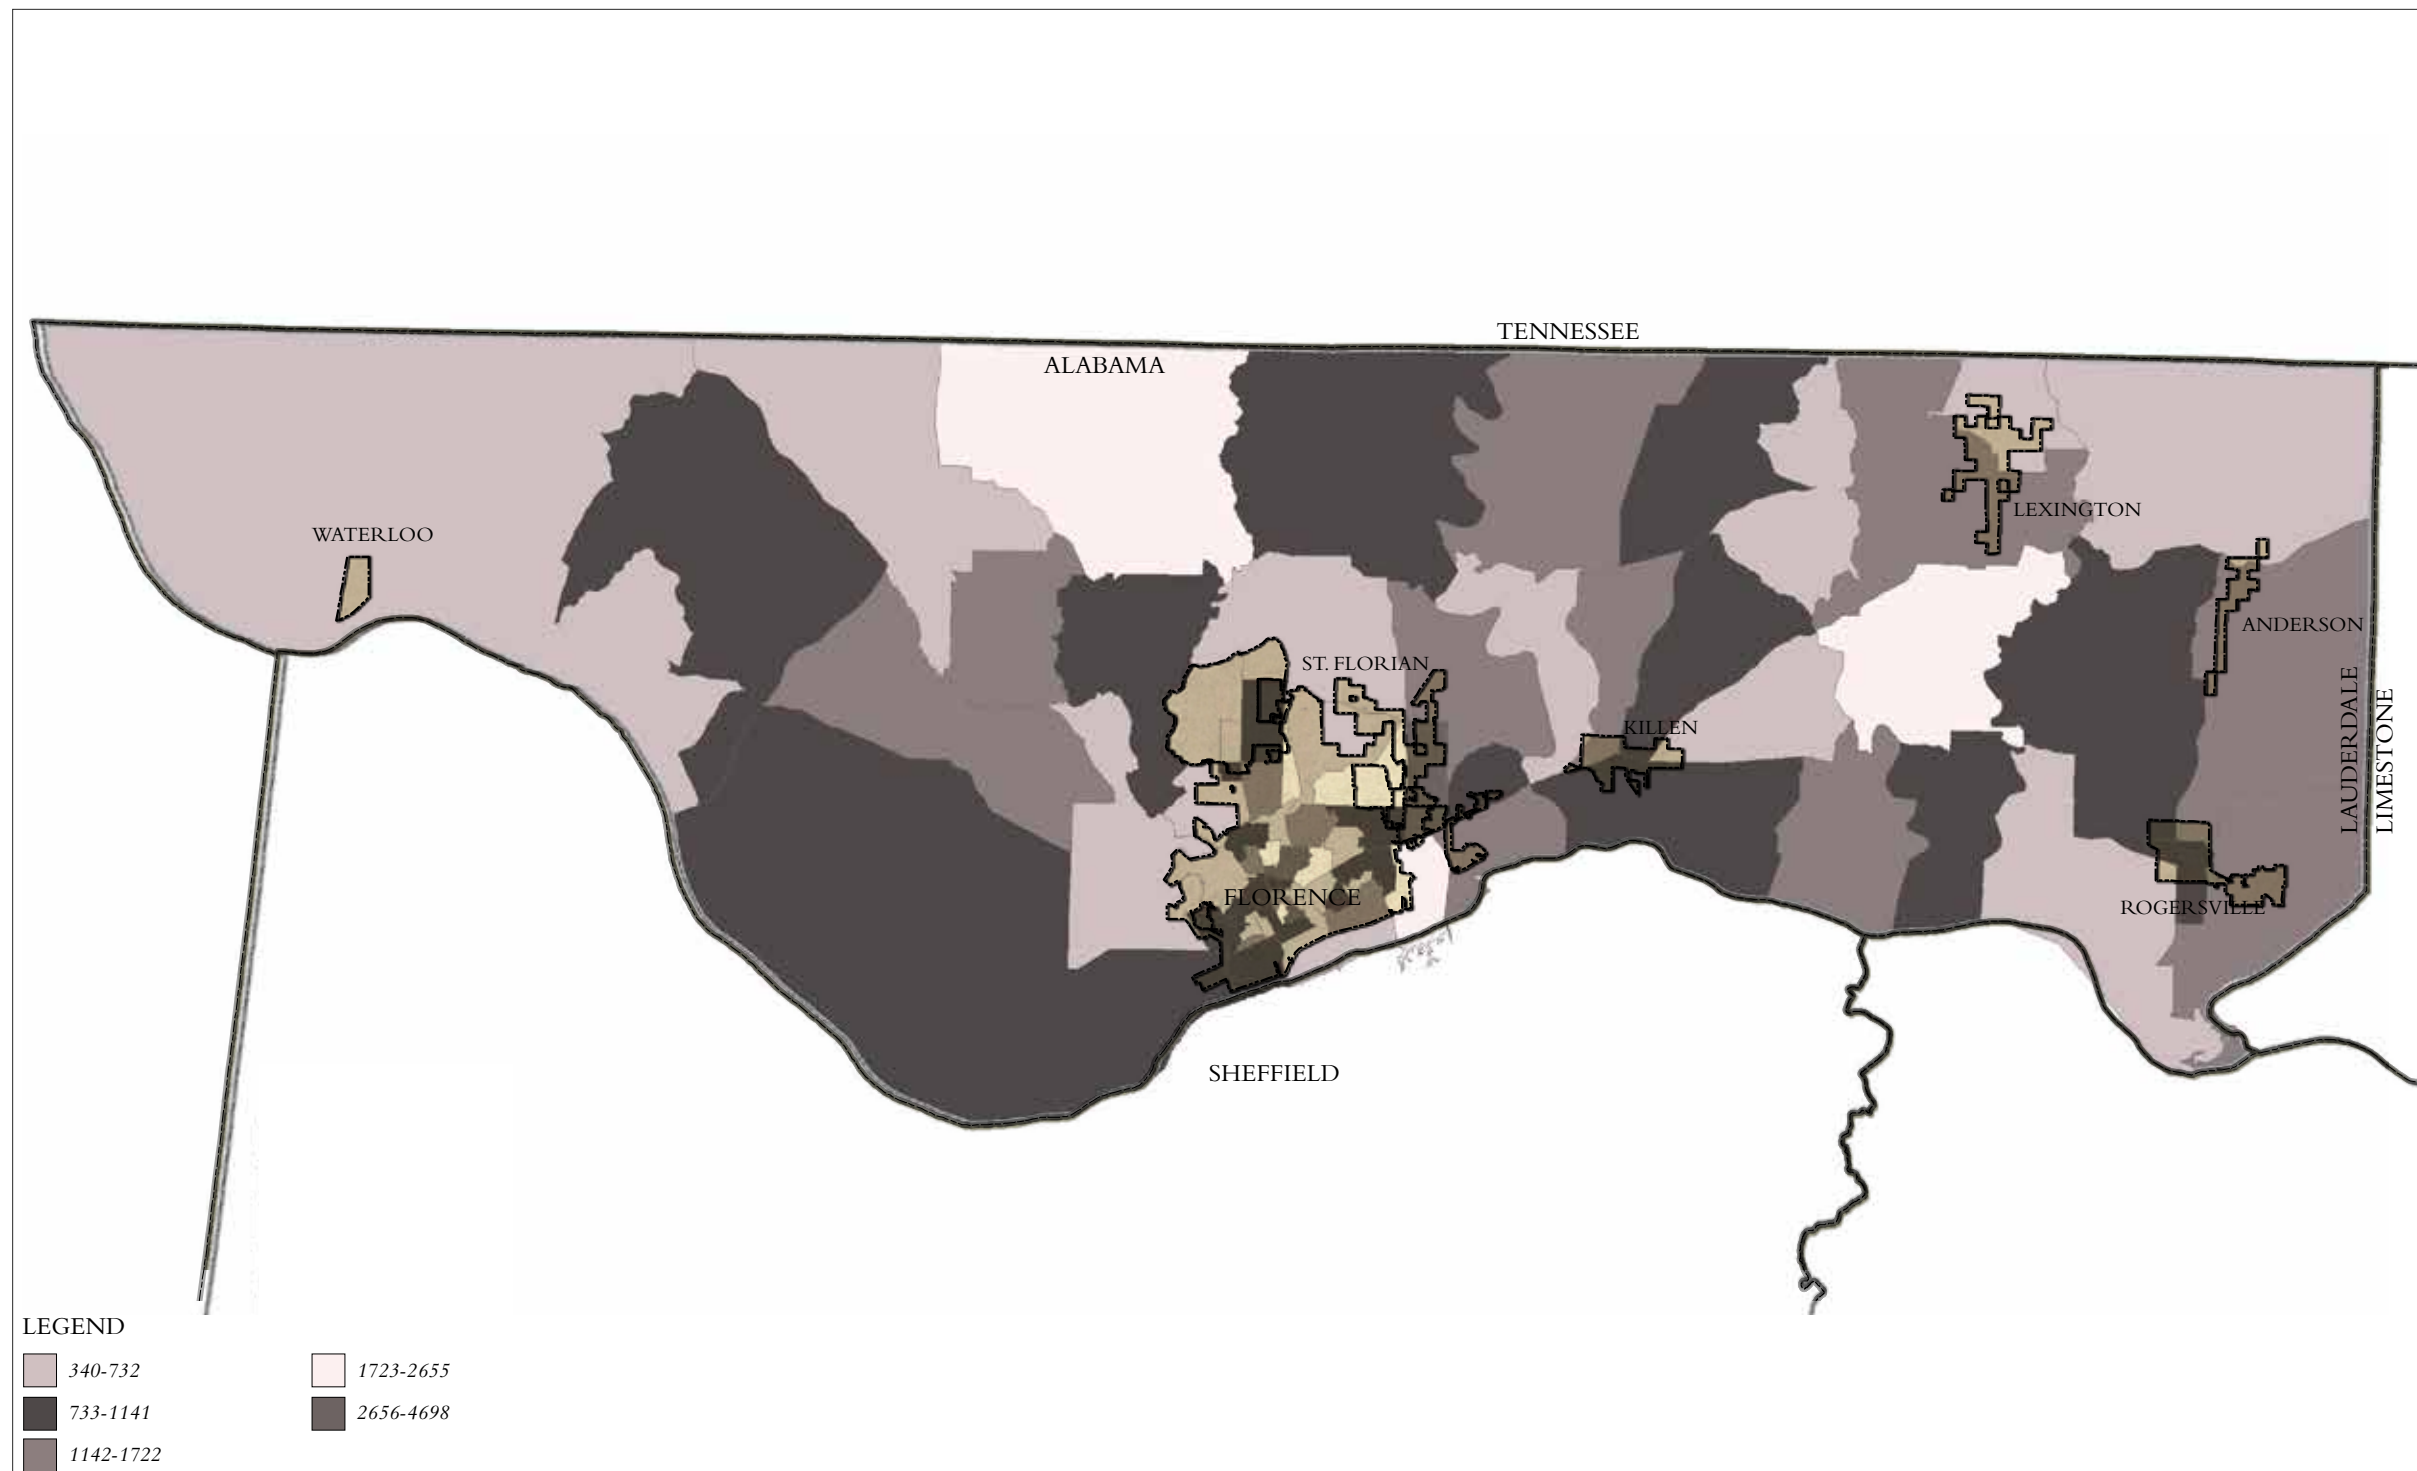 TENNESSEE
ALABAMA
WATERLOO
LEXINGTON
ANDERSON
ST. FLORIAN
KILLEN
LAUDERDALE
LIMESTONE
FLORENCE
ROGERSVILLE
SHEFFIELD
LEGEND
340-732
1723-2655
733-1141
2656-4698
1142-1722